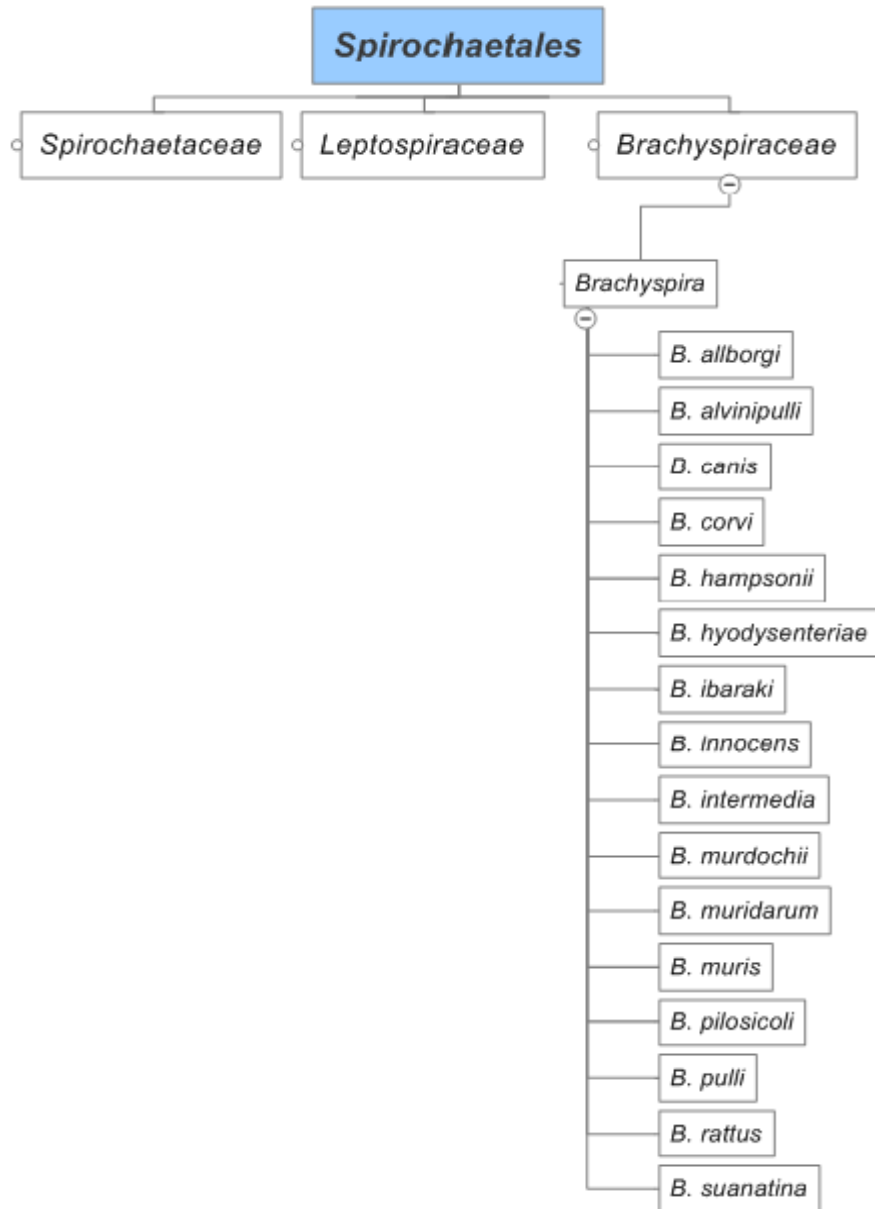 Spirochaetales
Spirochaetaceae
Leptospiraceae
Brachyspiraceae
Brachyspira
B. allborgi
B. alvinipulli
B. canis
B. corvi
B. hampsonii
B. hyodysenteriae
B. ibaraki
B. innocens
B. intermedia
B. murdochii
B. muridarum
B. muris
B. pilosicoli
B. pulli
B. rattus
B. suanatina